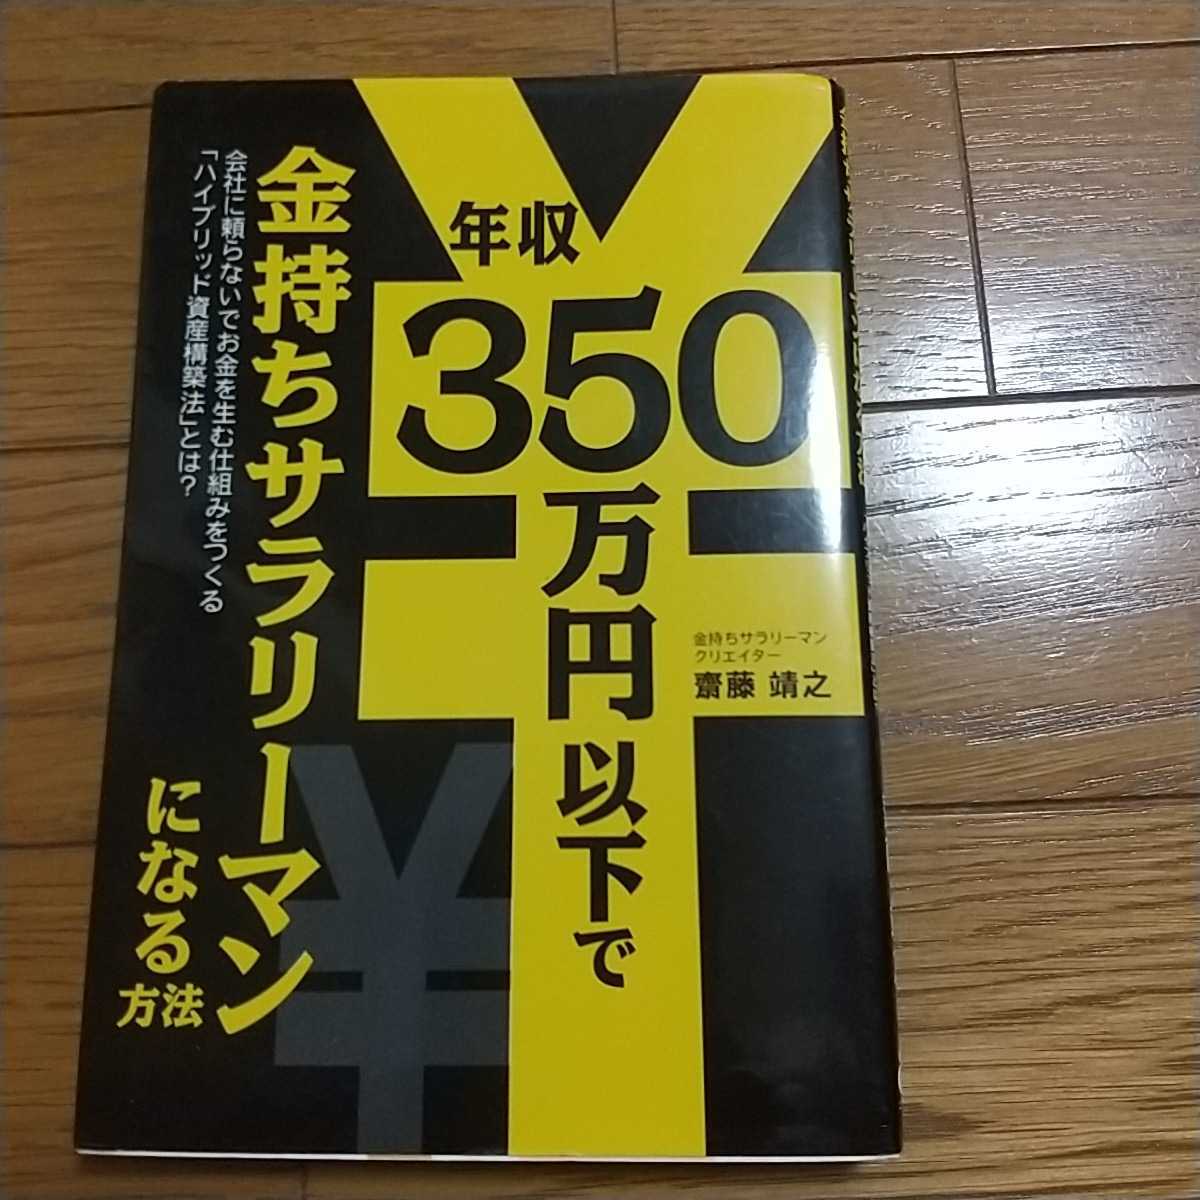 年収
350
万円以下で
金持ちサラリーマン
になる方法
会社に頼らないでお金を生む仕組みをつくる
「ハイブリッド資産構築法」とは?
金持ちサラリーマン
クリエイター
齋藤 靖之